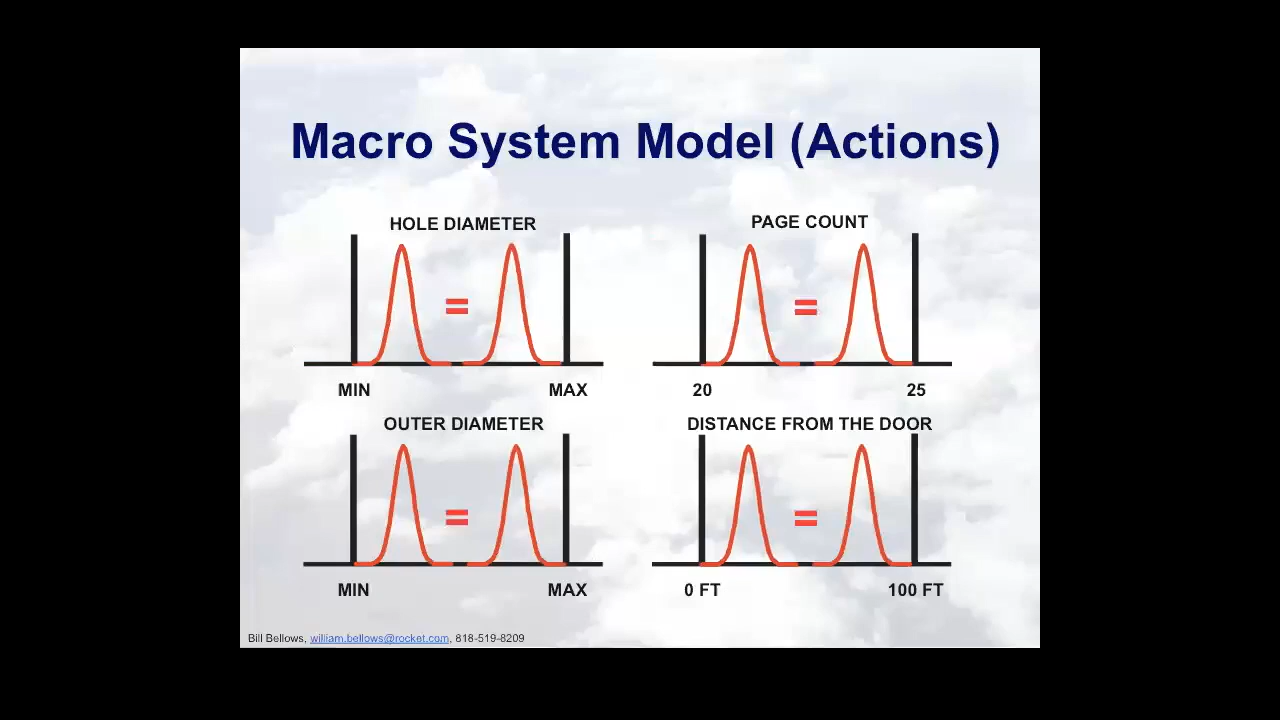 Macro System Model (Actions)
HOLE DIAMETER
=
MIN MAX
PAGE COUNT
=
20 25
OUTER DIAMETER
=
MIN MAX
DISTANCE FROM THE DOOR
=
0 FT 100 FT
Bill Bellows, william.bellows@rocket.com, 818-519-8209